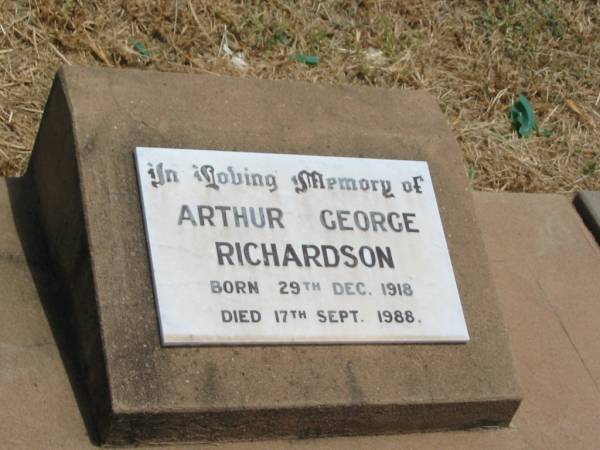 In Loving Memory of
ARTHUR GEORGE
RICHARDSON
BORN 29TH DEC. 1918
DIED 17TH SEPT. 1988.